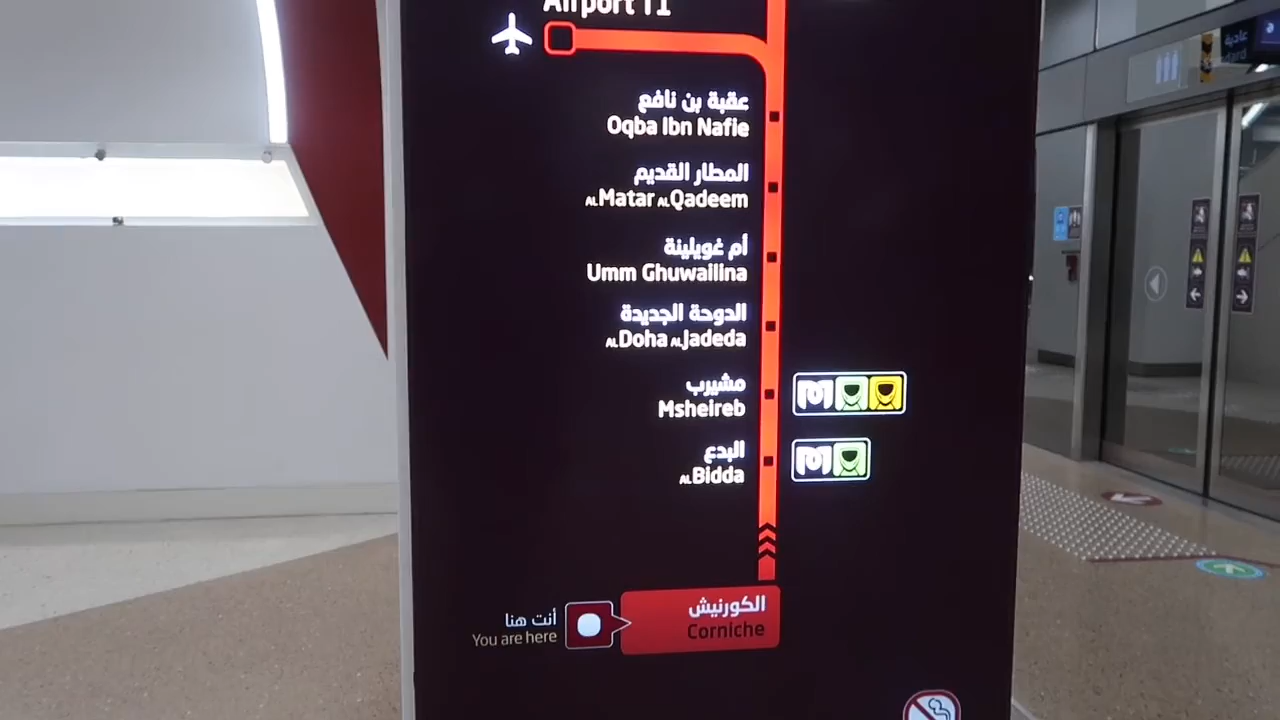 Airport T1
عقبة بن نافع
Oqba Ibn Nafie
المطار القديم
AL Matar AL Qadeem
أم غويلينة
Umm Ghuwailina
الدوحة الجديدة
AL Doha AL Jadeda
مشيرب
Msheireb
البدع
AL Bidda
الكورنيش
Corniche
أنت هنا
You are here